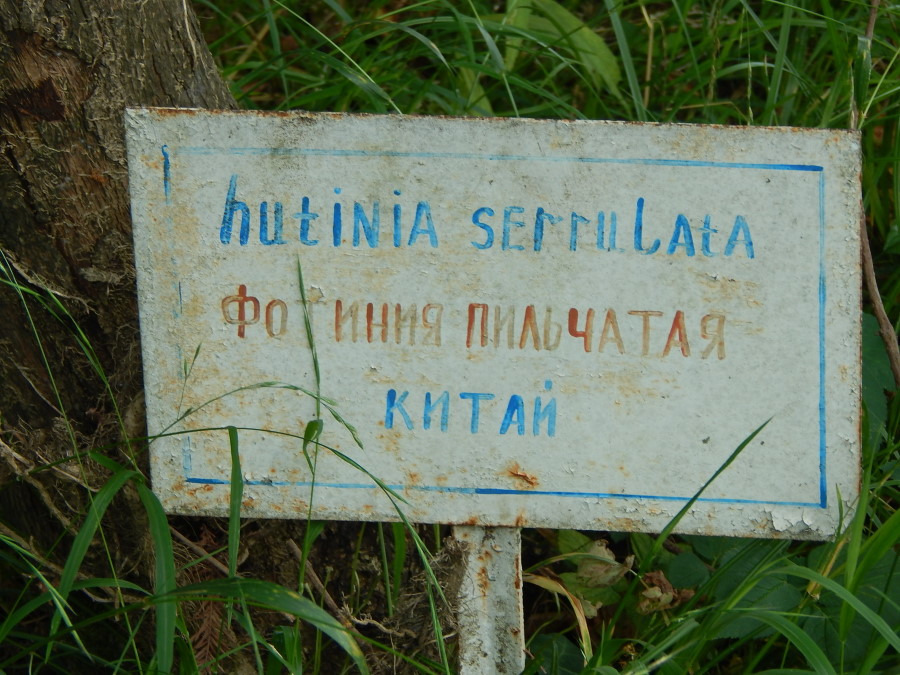 hutinia serrulata
Фотиния пильчатая
Китай